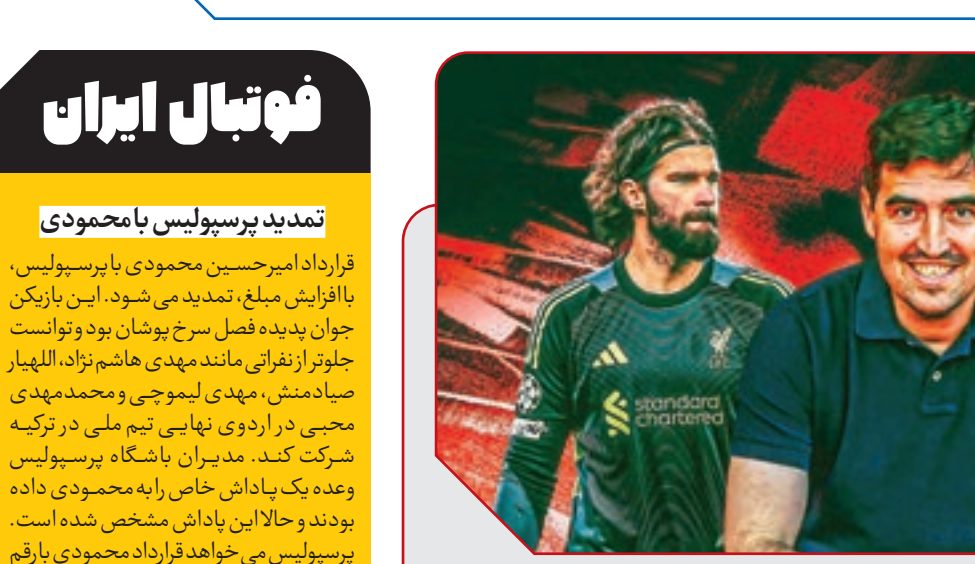 فوتبال ایران
تمدید پرسپولیس با محمودی
قرارداد امیرحسین محمودی با پرسپولیس،
با افزایش مبلغ، تمدید می‌شود. این بازیکن
جوان پدیده فصل سرخ پوشان بود و توانست
جلوتر از نفراتی مانند مهدی هاشم نژاد، اللهیار
صیادمنش، مهدی لیموچی و محمدمهدی
محبی در اردوی نهایی تیم ملی در ترکیه
شرکت کند. مدیران باشگاه پرسپولیس
وعده یک پاداش خاص را به محمودی داده
بودند و حالا این پاداش مشخص شده است.
پرسپولیس می‌خواهد قرارداد محمودی با رقم
standard
chartered